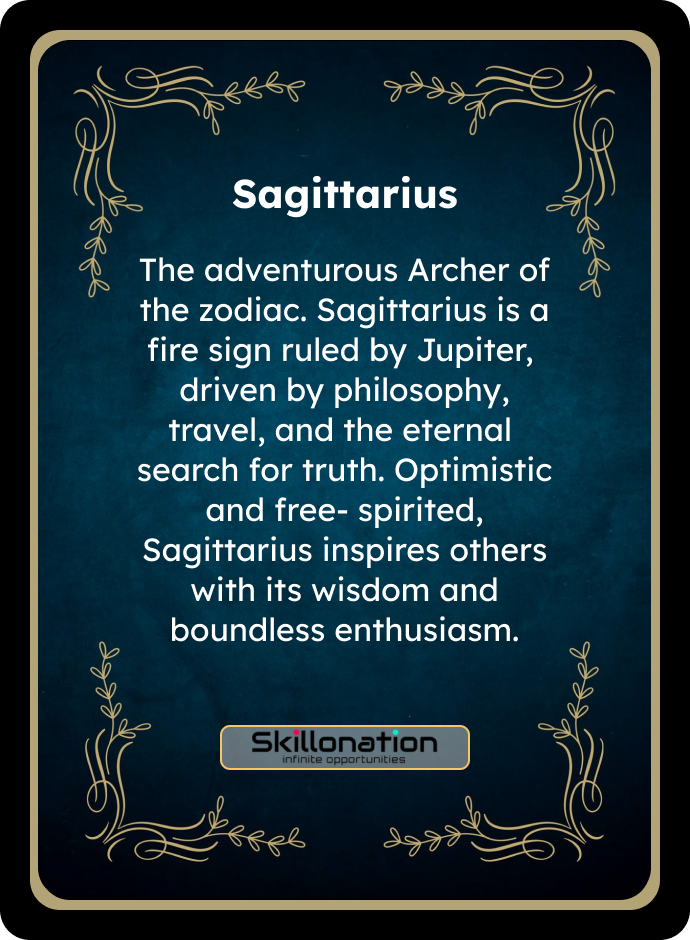 Sagittarius
The adventurous Archer of
the zodiac. Sagittarius is a
fire sign ruled by Jupiter,
driven by philosophy,
travel, and the eternal
search for truth. Optimistic
and free- spirited,
Sagittarius inspires others
with its wisdom and
boundless enthusiasm.
Skillonation
infinite opportunities